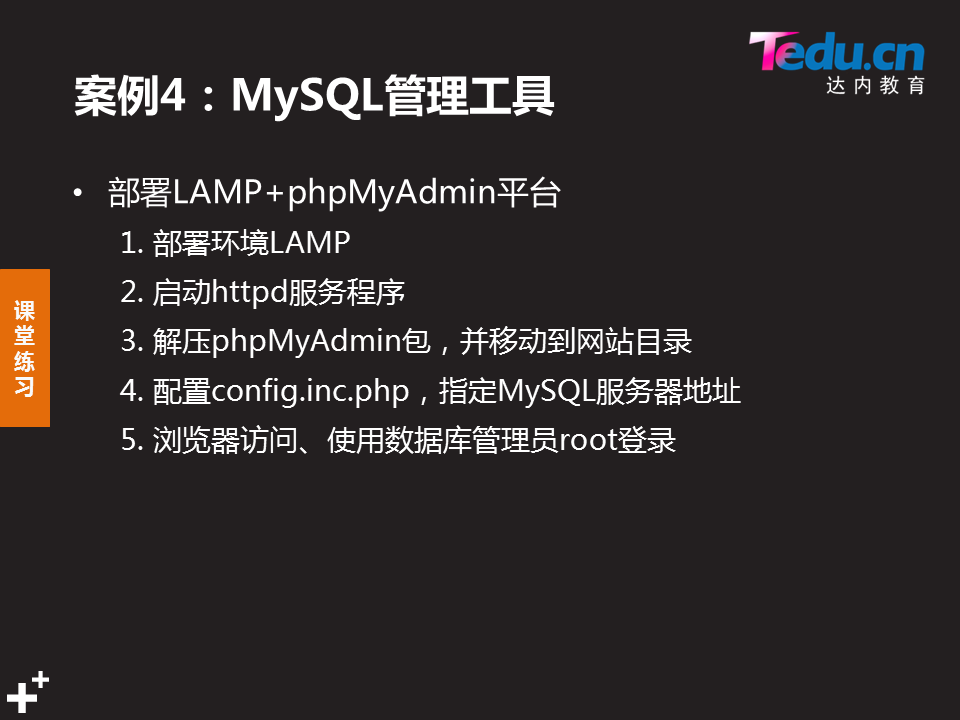 Tedu.cn
达内教育
案例4：MySQL管理工具
• 部署LAMP+phpMyAdmin平台
1. 部署环境LAMP
2. 启动httpd服务程序
3. 解压phpMyAdmin包，并移动到网站目录
4. 配置config.inc.php，指定MySQL服务器地址
5. 浏览器访问、使用数据库管理员root登录
课
堂
练
习